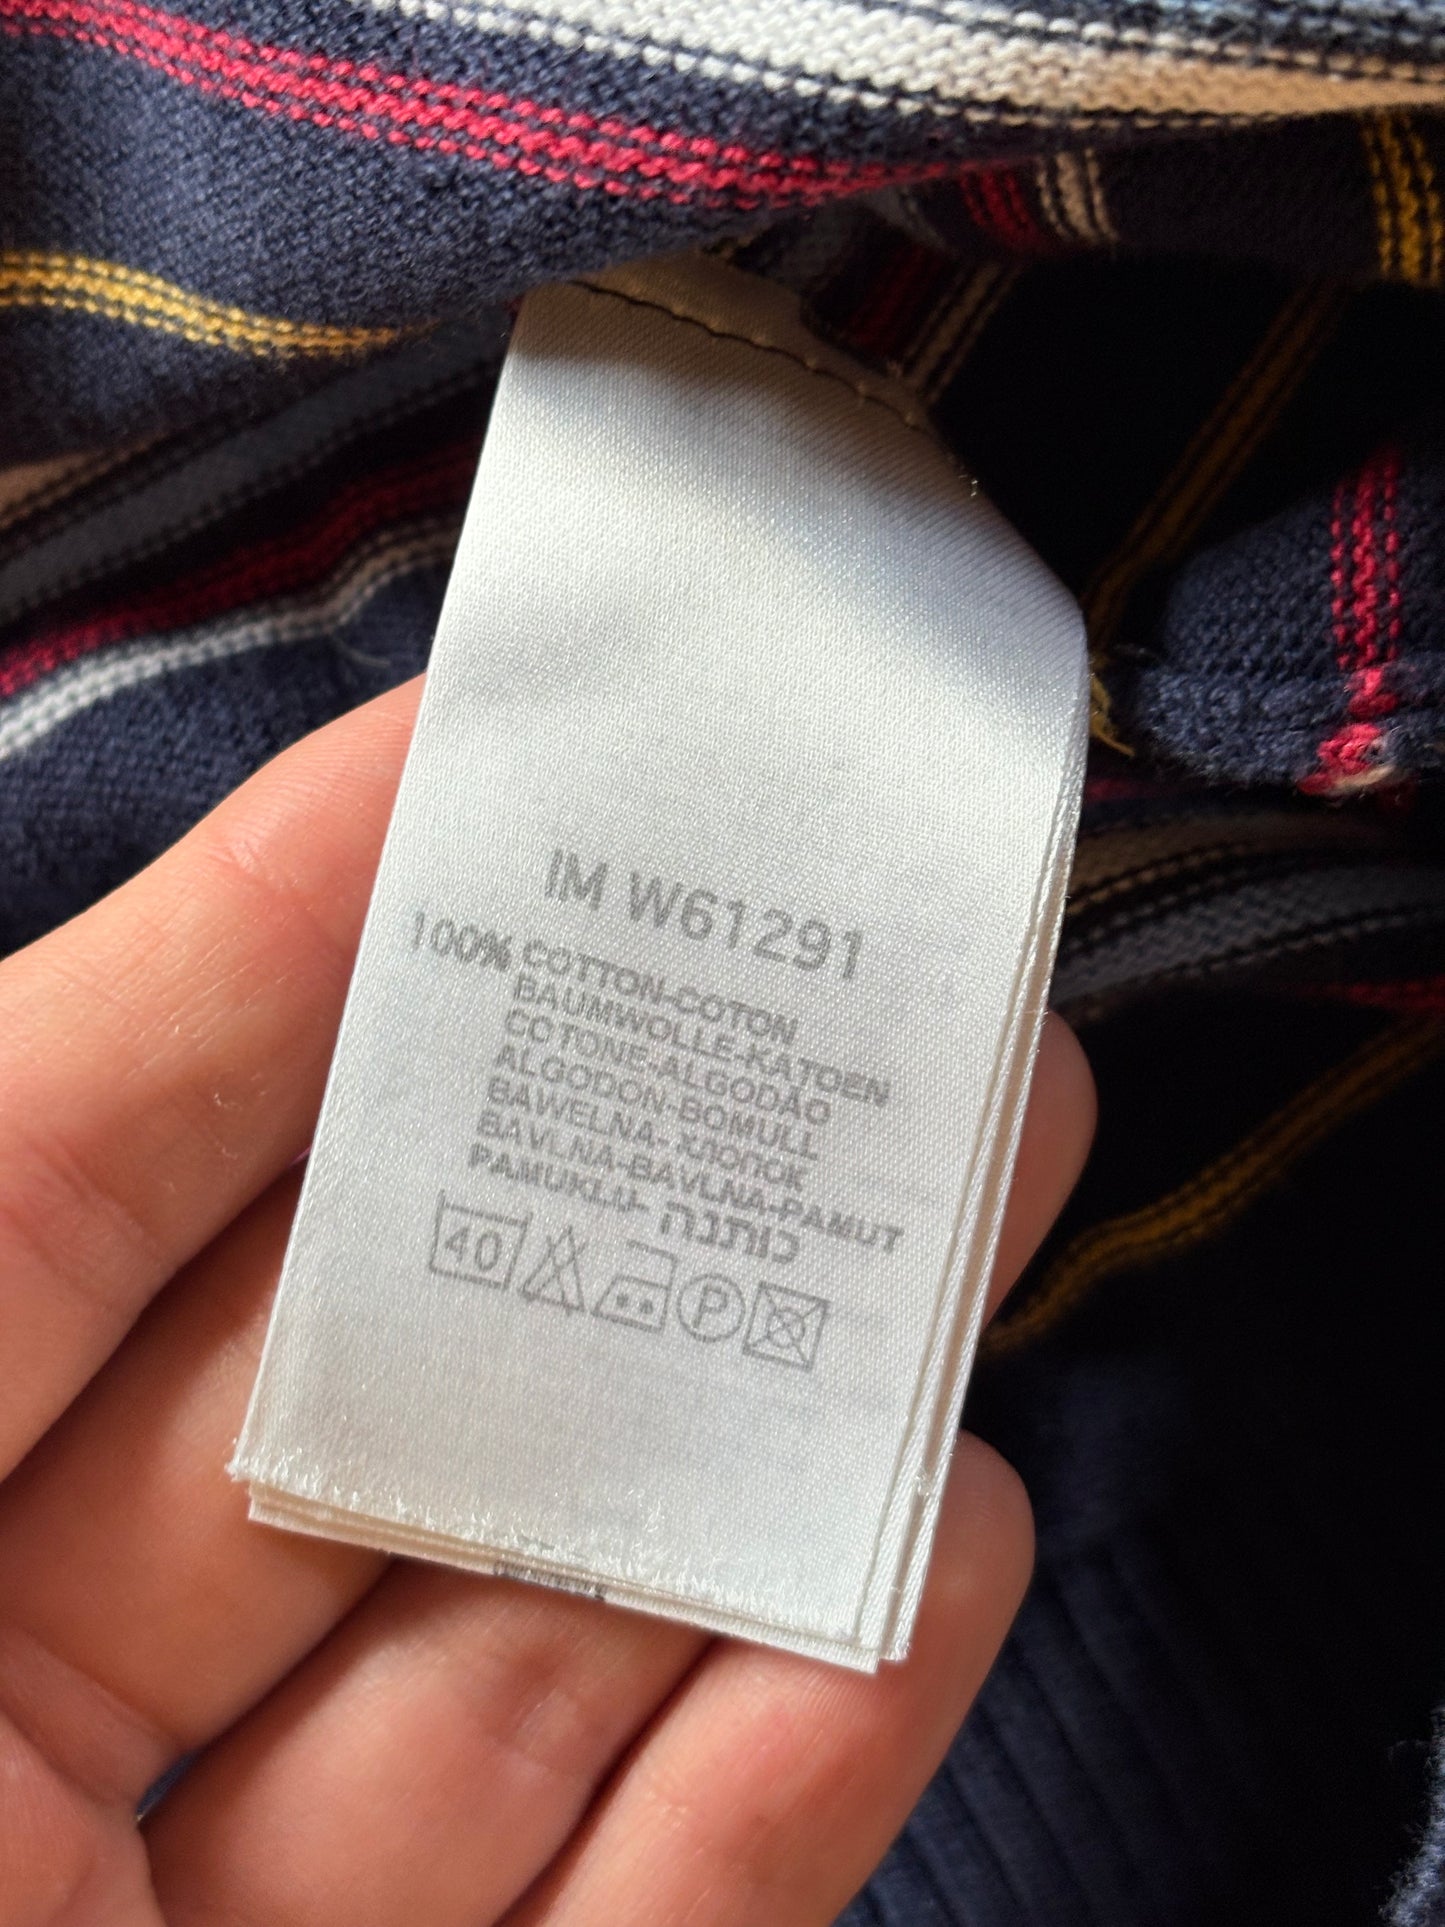 IM W61291
100% COTTON-COTON
BAUMWOLLE-KATOEN
COTONE-ALGODÃO
ALGODON-BOMULL
BAWELNA-ХЛОПОК
BAVLNA-BAVLNA-PAMUT
PAMUKLU- כותנה
40 P